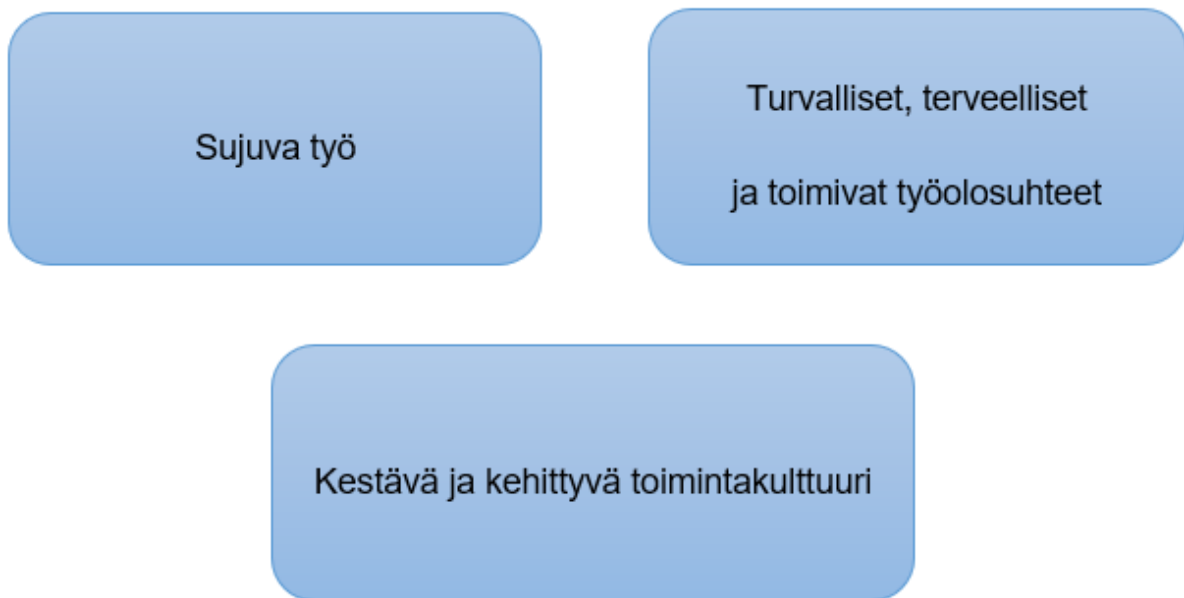 Sujuva työ
Turvalliset, terveelliset
ja toimivat työolosuhteet
Kestävä ja kehittyvä toimintakulttuuri